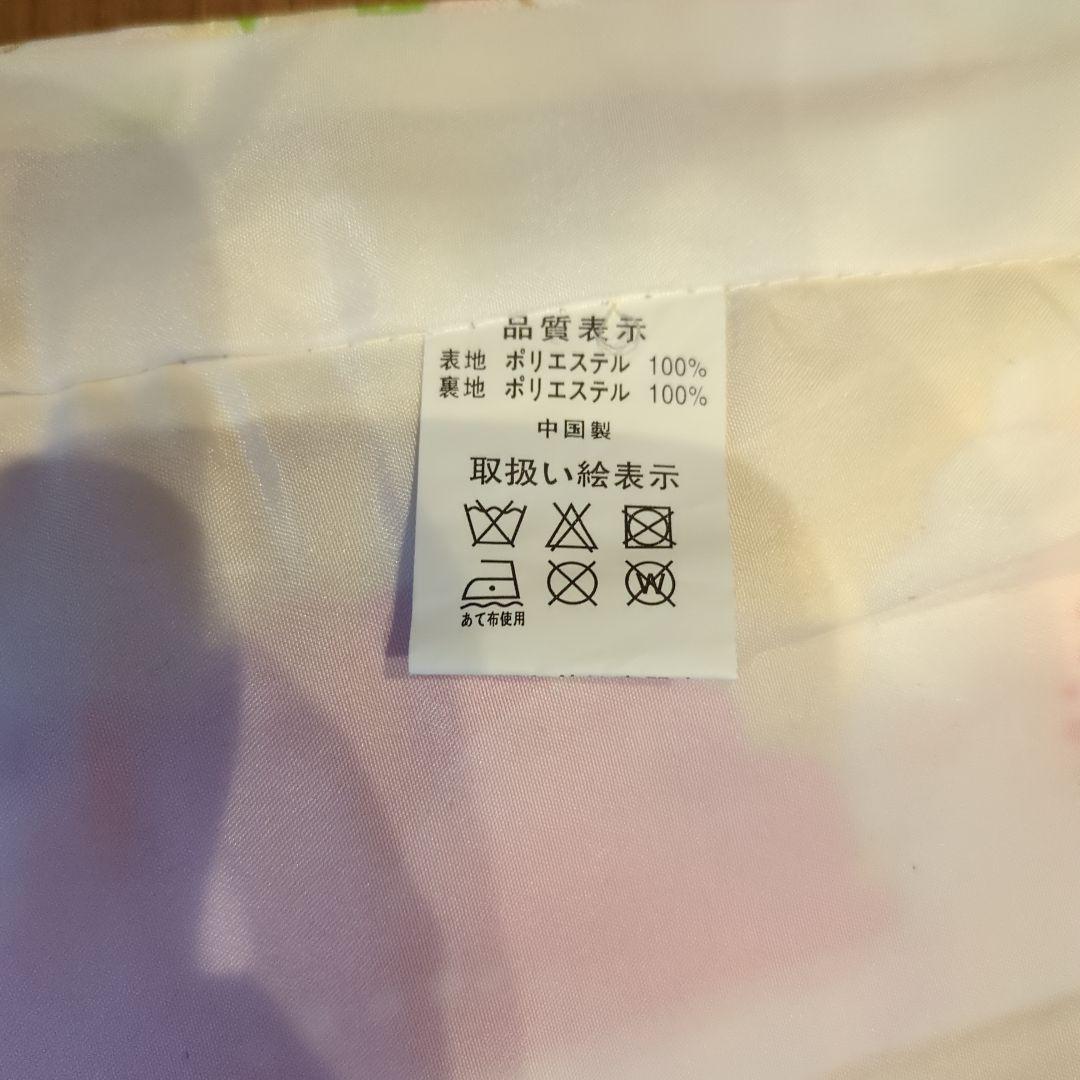 品質表示
表地 ポリエステル 100%
裏地 ポリエステル 100%
中国製
取扱い絵表示
W
あて布使用